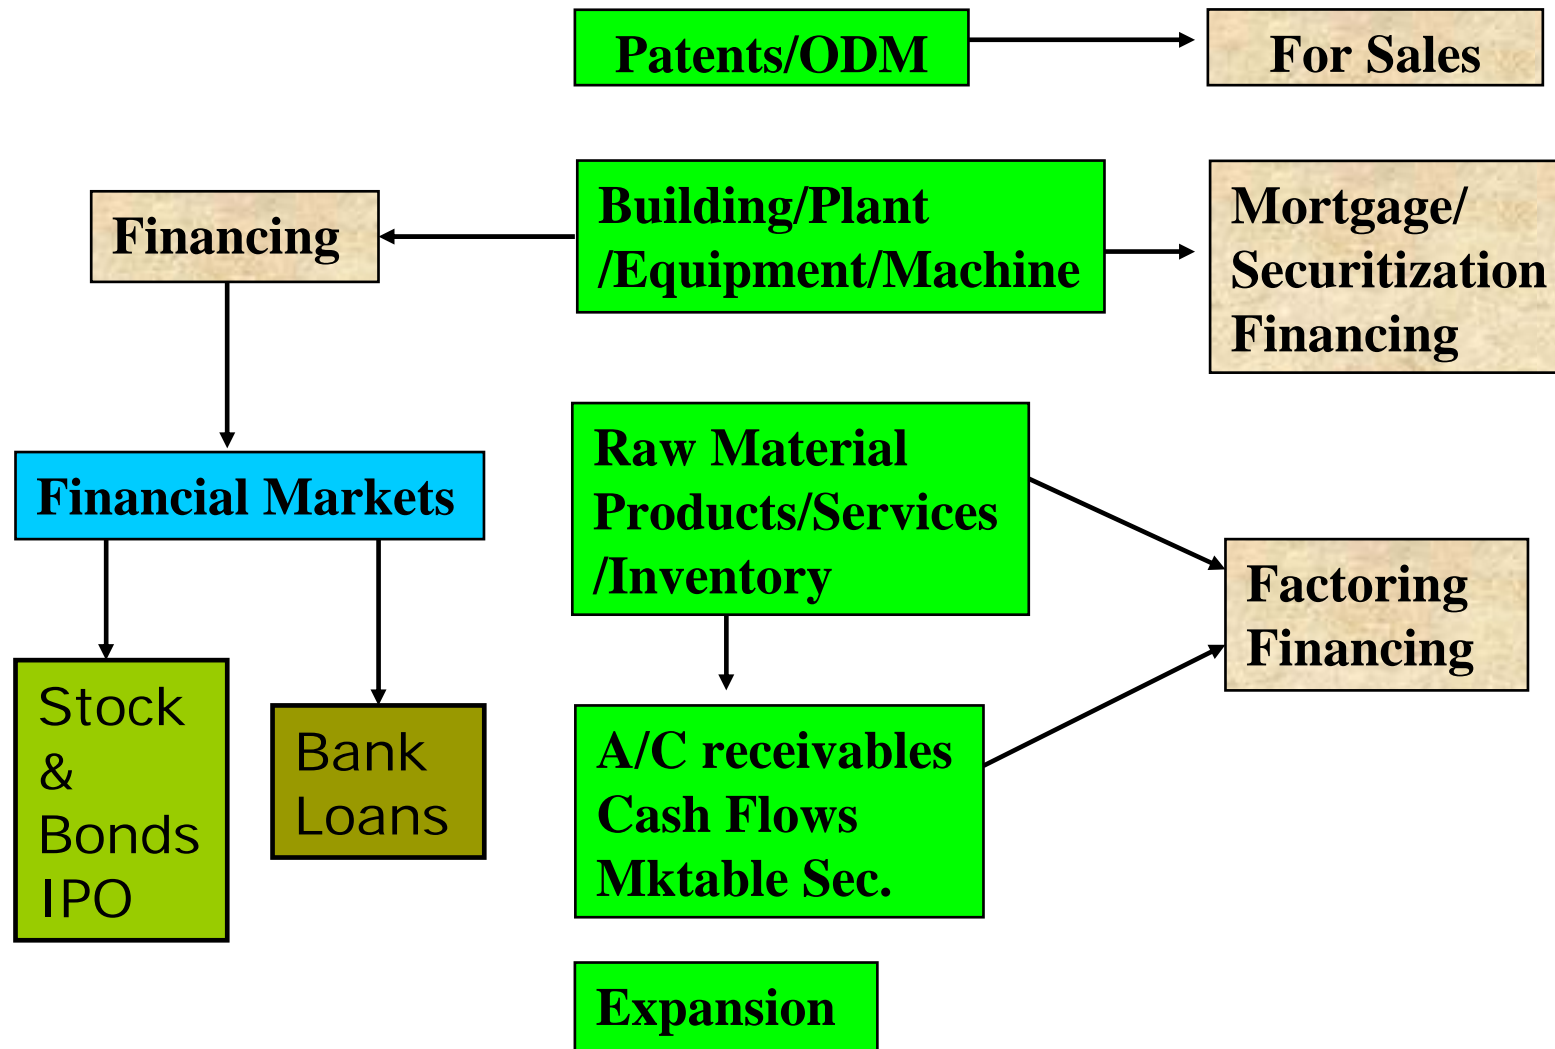 Patents/ODM
For Sales
Financing
Building/Plant
/Equipment/Machine
Mortgage/
Securitization
Financing
Financial Markets
Raw Material
Products/Services
/Inventory
Factoring
Financing
Stock
&
Bonds
IPO
Bank
Loans
A/C receivables
Cash Flows
Mktable Sec.
Expansion